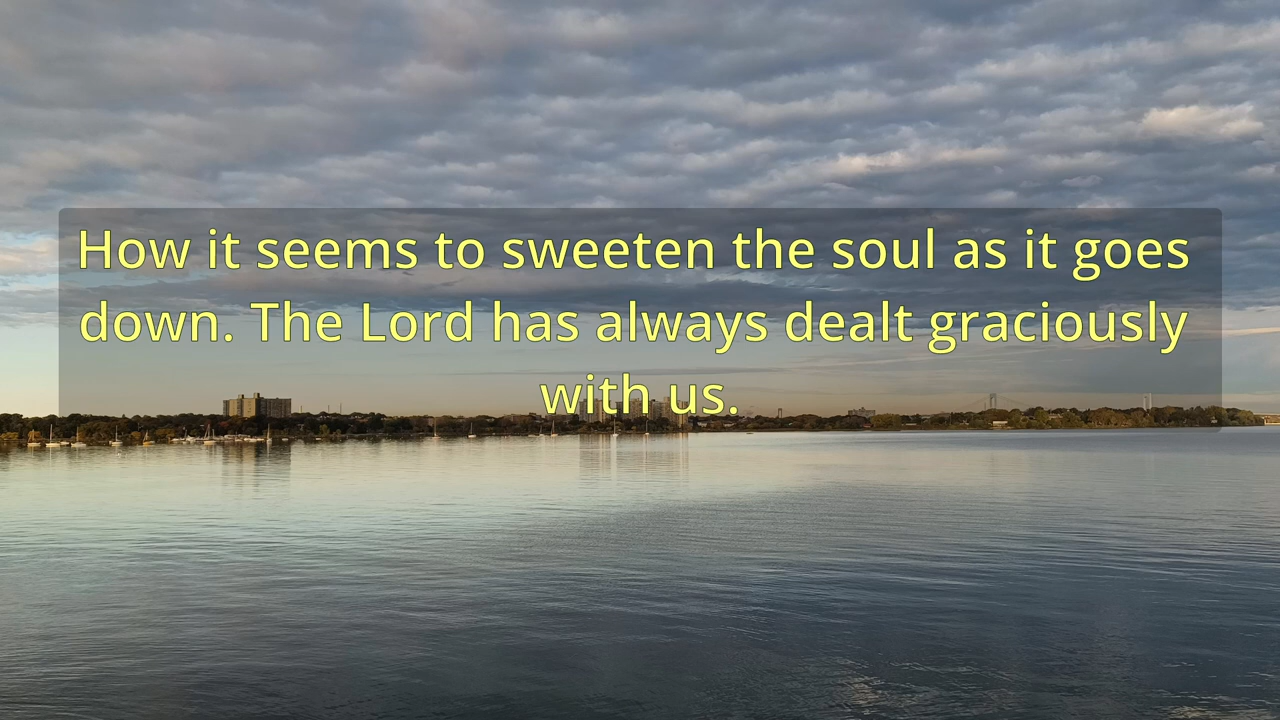 How it seems to sweeten the soul as it goes
down. The Lord has always dealt graciously
with us.